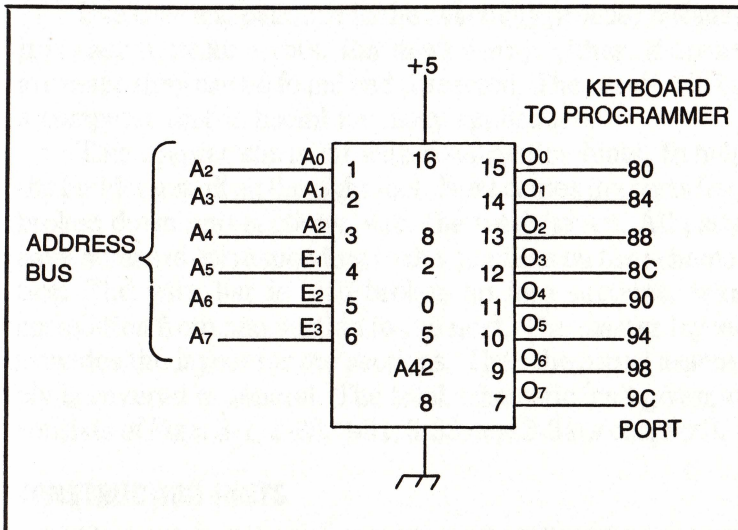 +5
KEYBOARD
TO PROGRAMMER
ADDRESS
BUS
A2 A0 1 16 15 O0 80
A3 A1 2 14 O1 84
A4 A2 3 8 13 O2 88
A5 E1 4 2 12 O3 8C
A6 E2 5 0 11 O4 90
A7 E3 6 5 10 O5 94
A42 9 O6 98
8 7 O7 9C
PORT